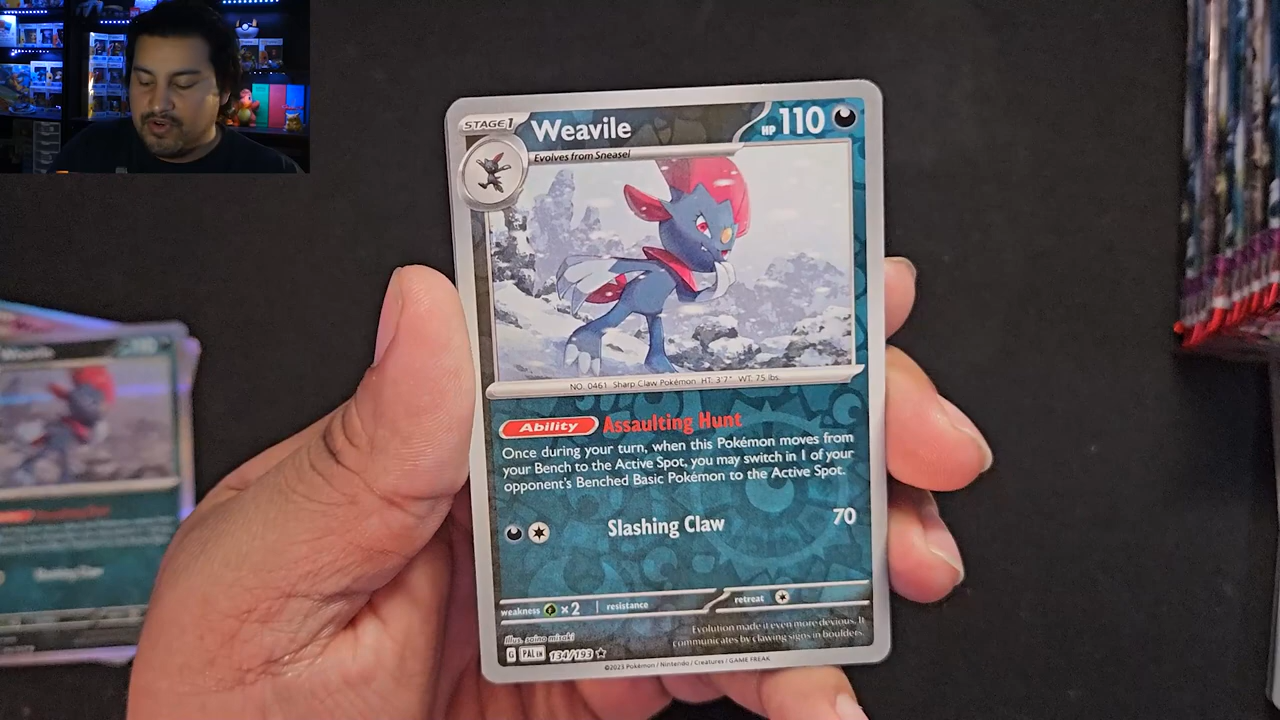 STAGE 1
Weavile
HP 110
Evolves from Sneasel
NO. 0461 Sharp Claw Pokémon HT: 3'7" WT: 75 lbs.
Ability Assaulting Hunt
Once during your turn, when this Pokémon moves from
your Bench to the Active Spot, you may switch in 1 of your
opponent's Benched Basic Pokémon to the Active Spot.
Slashing Claw 70
weakness ×2 resistance retreat
Illus. saino misaki
Evolution made it even more devious. It
communicates by clawing signs in boulders.
G PAL EN 134/193
©2023 Pokémon / Nintendo / Creatures / GAME FREAK
Weavile
Slashing Claw